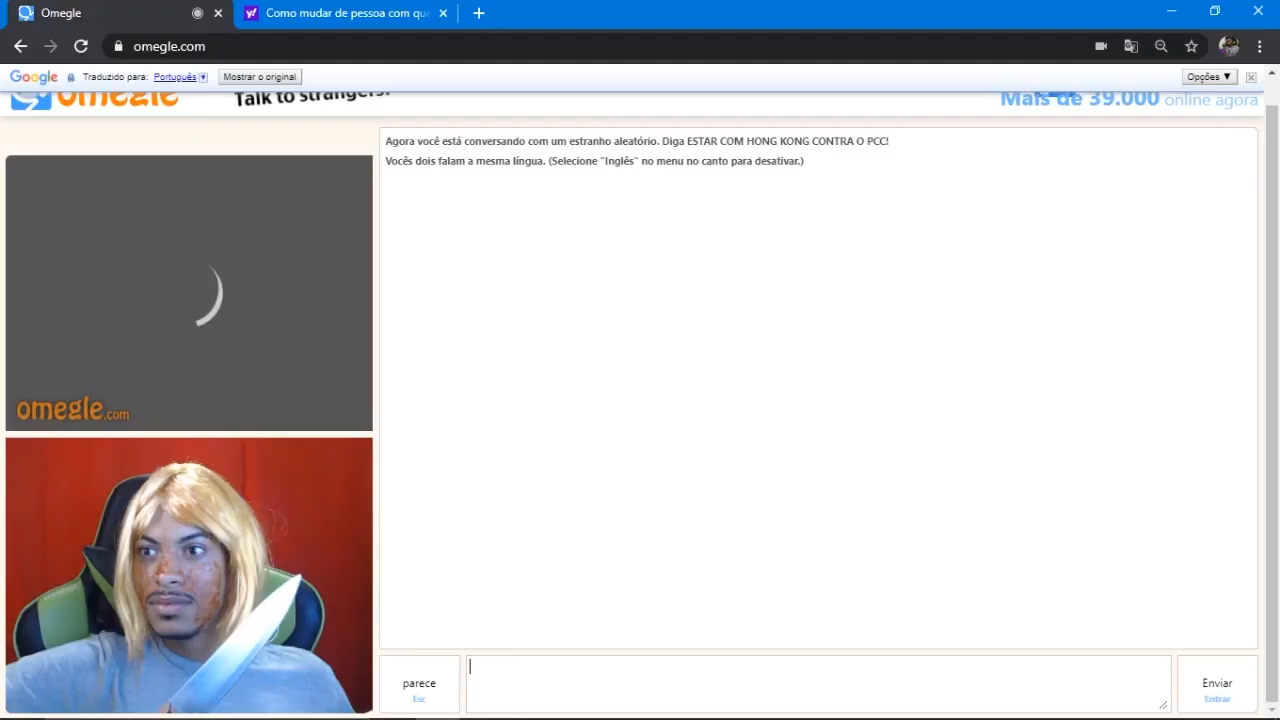 Omegle
Como mudar de pessoa com qu
omegle.com
Google
Traduzido para: Português
Mostrar o original
Opções ▼
omegle
Talk to strangers!
Mais de 39.000 online agora
Agora você está conversando com um estranho aleatório. Diga ESTAR COM HONG KONG CONTRA O PCC!
Vocês dois falam a mesma língua. (Selecione "Inglês" no menu no canto para desativar.)
omegle.com
parece
Esc
Enviar
Entrar